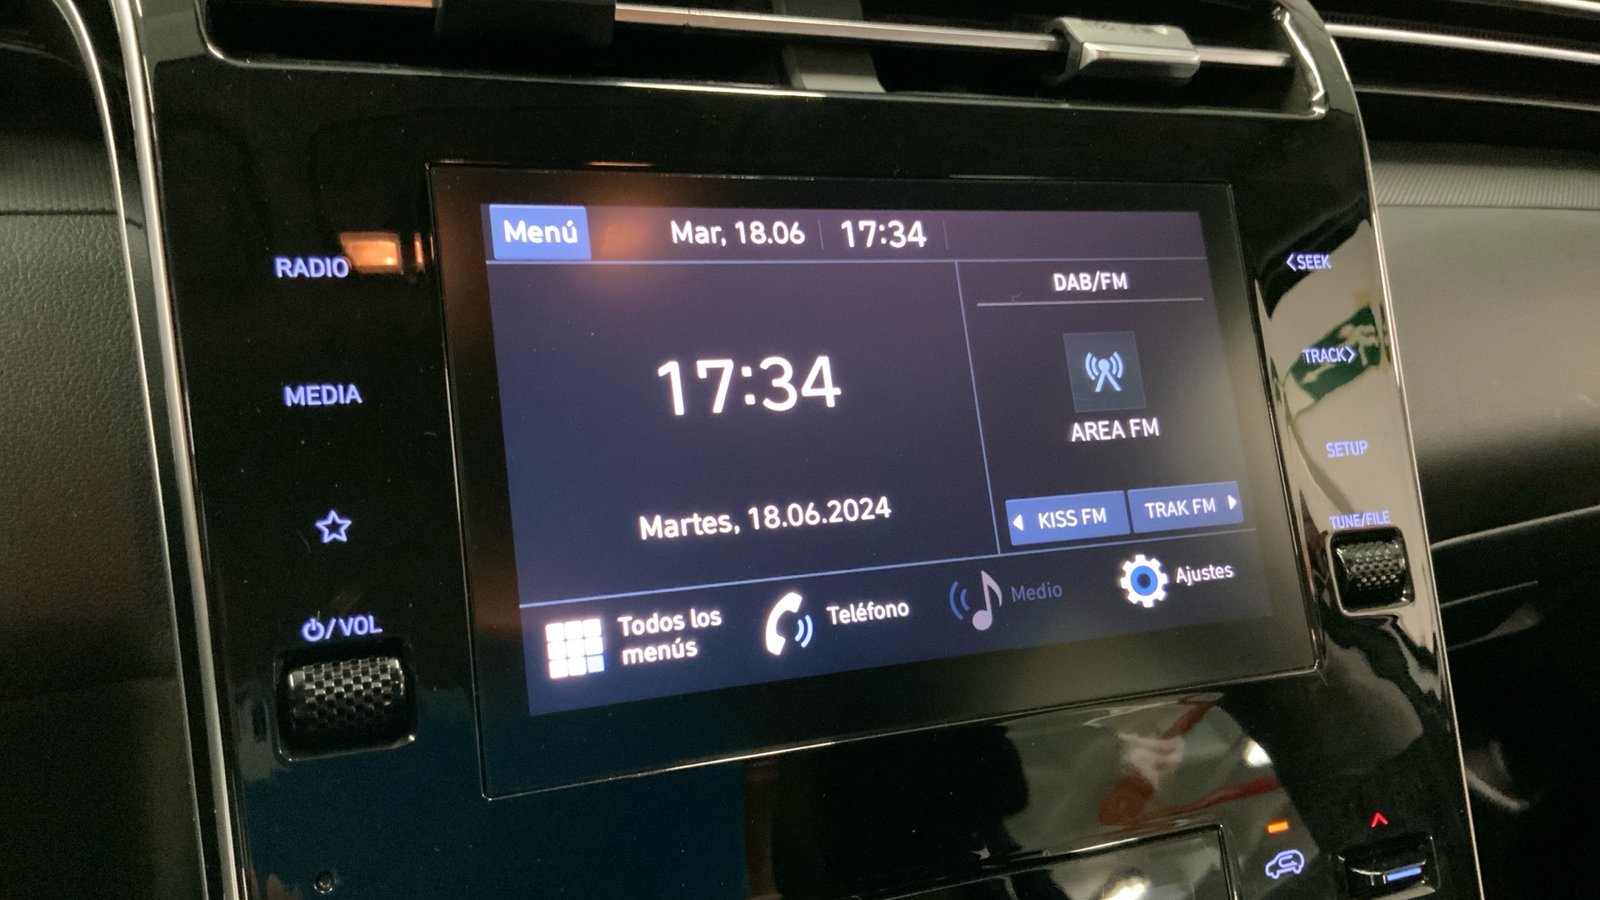 Menú
Mar, 18.06
17:34
17:34
Martes, 18.06.2024
DAB/FM
AREA FM
KISS FM
TRAK FM
Todos los
menús
Teléfono
Medio
Ajustes
RADIO
MEDIA
/VOL
<SEEK
TRACK>
SETUP
TUNE/FILE